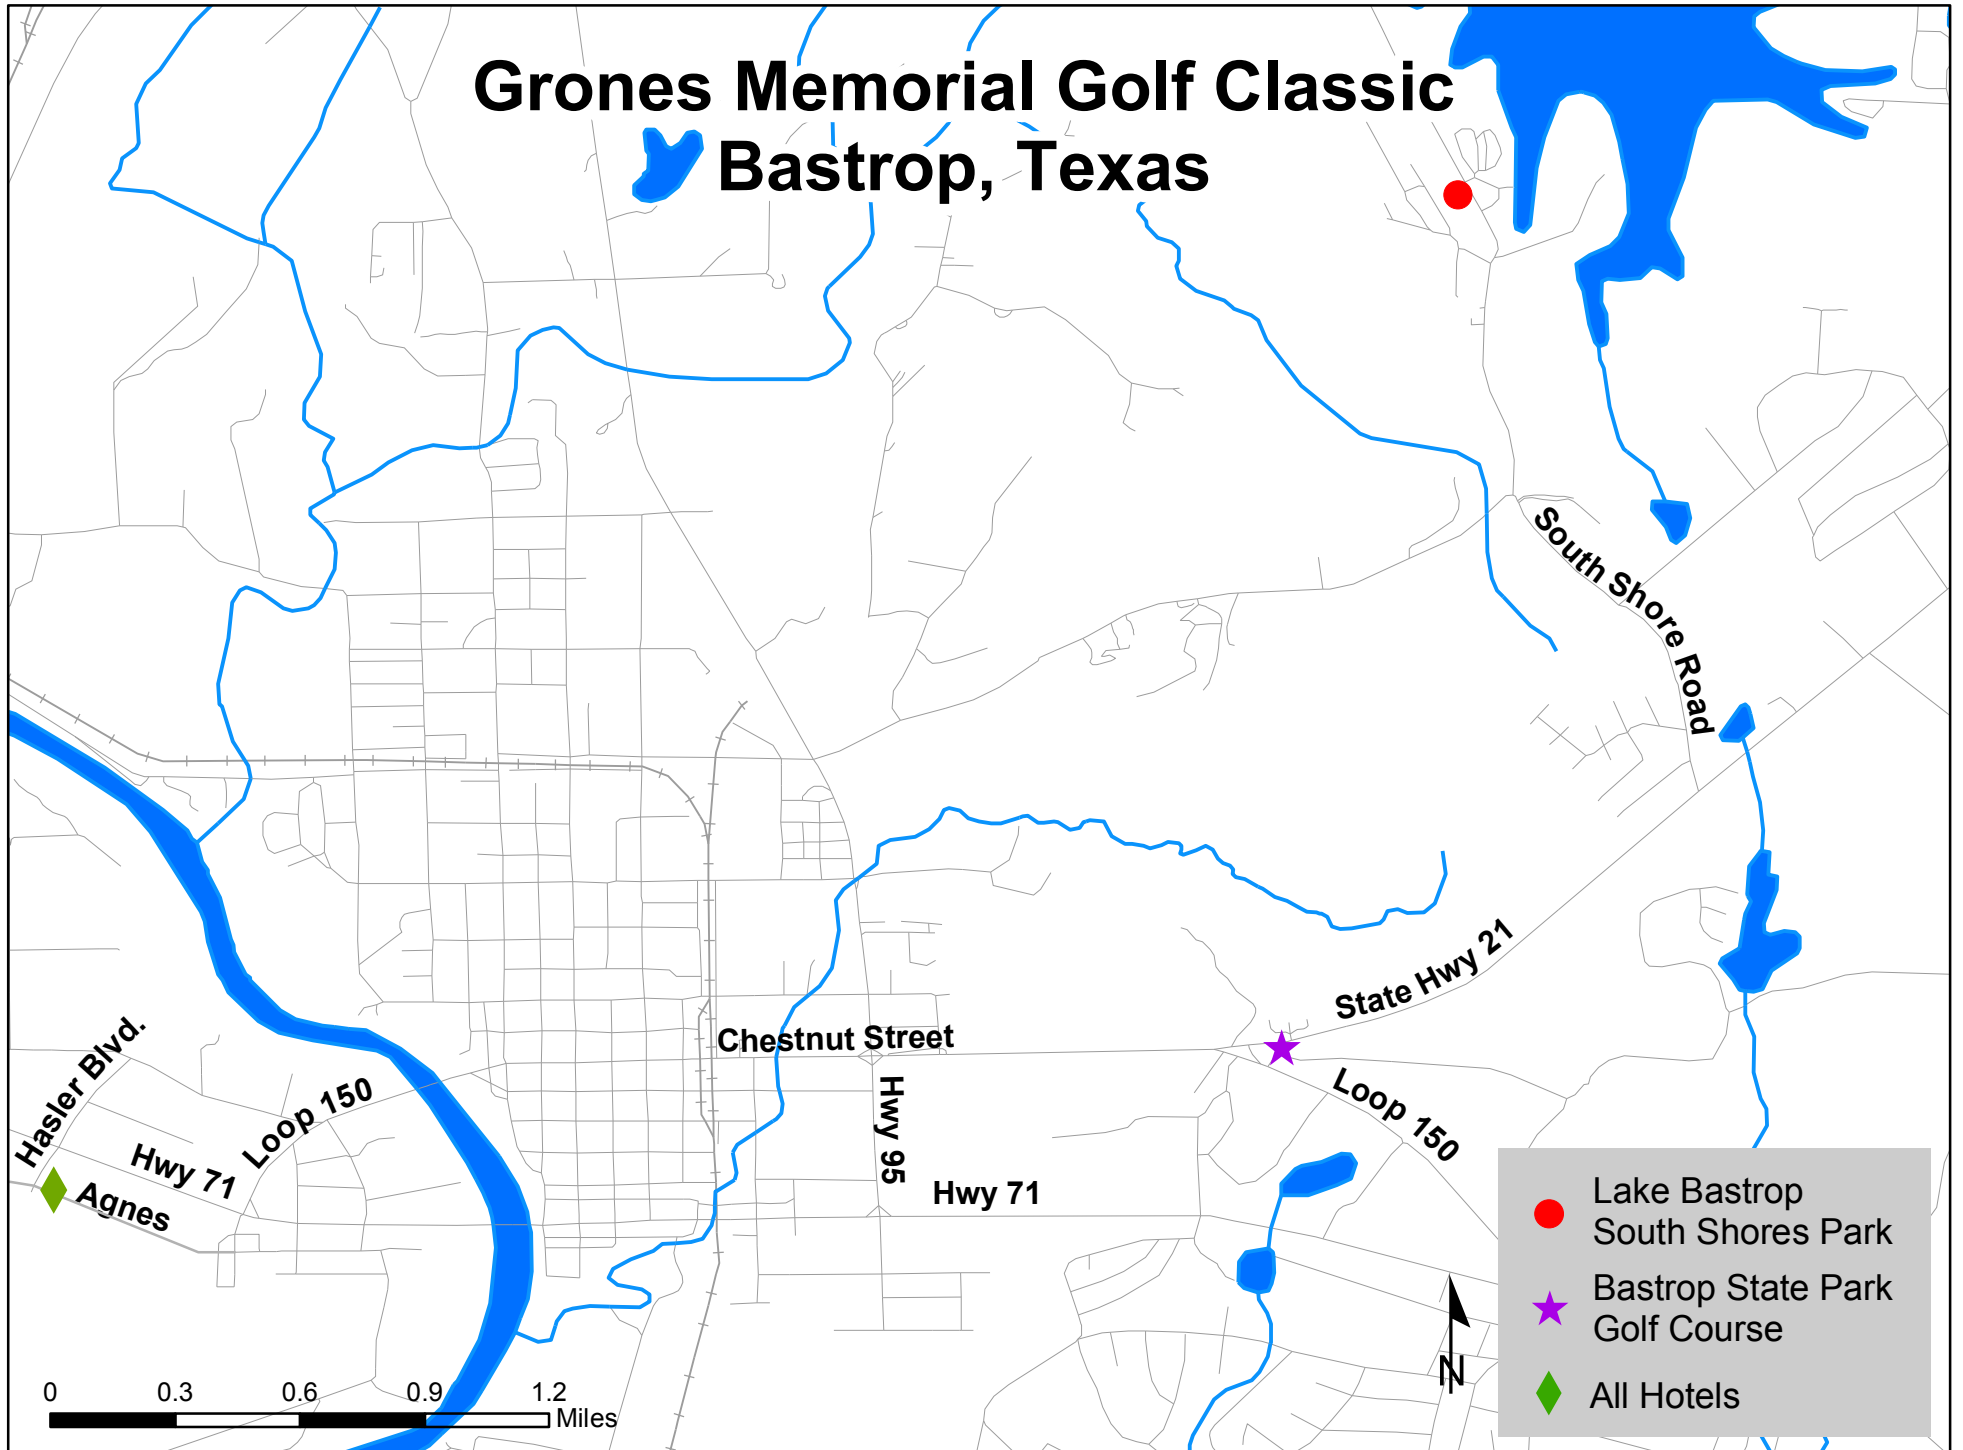 Grones Memorial Golf Classic
Bastrop, Texas
South Shore Road
State Hwy 21
Chestnut Street
Hasler Blvd.
Loop 150
Hwy 95
Loop 150
Hwy 71
Agnes
Hwy 71
Lake Bastrop
South Shores Park
Bastrop State Park
Golf Course
All Hotels
N
0 0.3 0.6 0.9 1.2
Miles